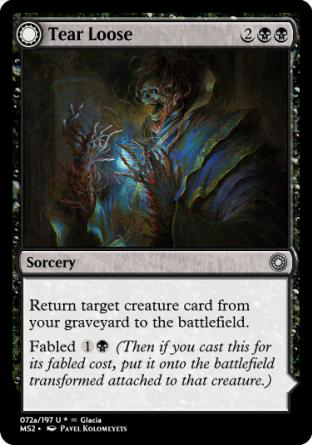 Tear Loose 2
Sorcery
Return target creature card from
your graveyard to the battlefield.
Fabled 1 (Then if you cast this for
its fabled cost, put it onto the battlefield
transformed attached to that creature.)
072a/197 U * ∞ Glacia
MS2 • Pavel Kolomeyets